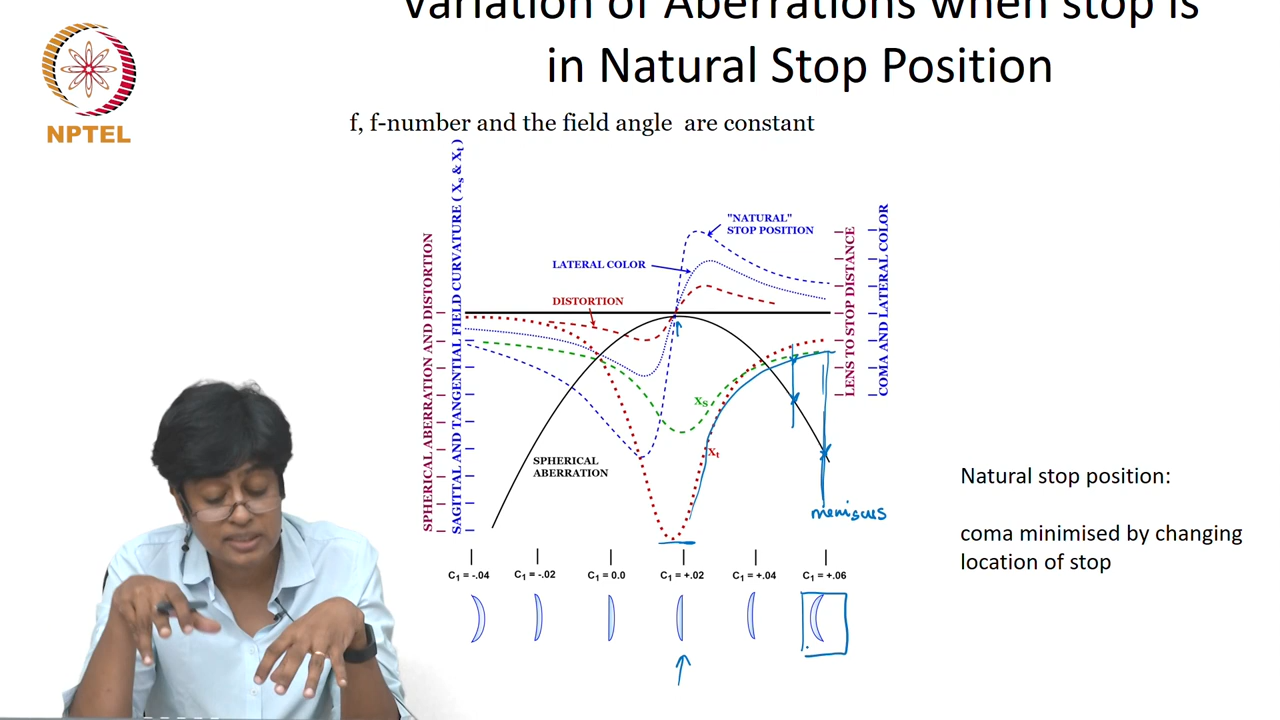 Variation of Aberrations when stop is
in Natural Stop Position
NPTEL
f, f-number and the field angle are constant
SPHERICAL ABERRATION AND DISTORTION
SAGITTAL AND TANGENTIAL FIELD CURVATURE ( Xs & Xt )
"NATURAL"
STOP POSITION
LATERAL COLOR
DISTORTION
LENS TO STOP DISTANCE
COMA AND LATERAL COLOR
Xs
Xt
SPHERICAL
ABERRATION
meniscus
Natural stop position:
coma minimised by changing
location of stop
C1 = -.04 C1 = -.02 C1 = 0.0 C1 = +.02 C1 = +.04 C1 = +.06